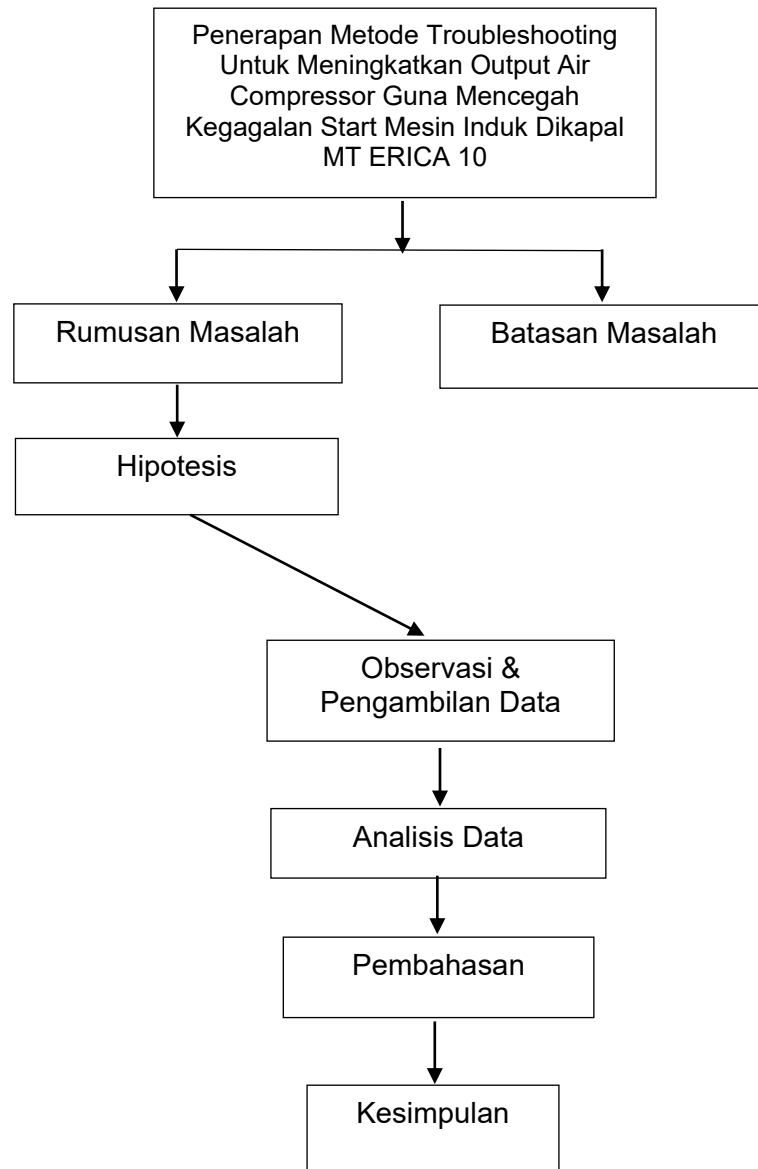 Penerapan Metode Troubleshooting
Untuk Meningkatkan Output Air
Compressor Guna Mencegah
Kegagalan Start Mesin Induk Dikapal
MT ERICA 10
Rumusan Masalah
Batasan Masalah
Hipotesis
Observasi &
Pengambilan Data
Analisis Data
Pembahasan
Kesimpulan